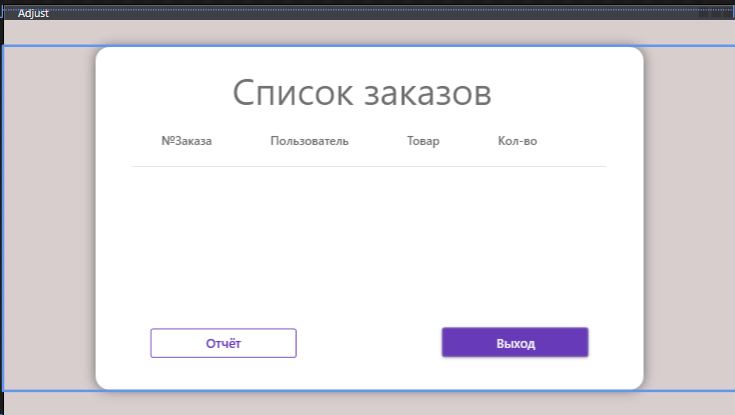 Adjust
Список заказов
№Заказа Пользователь Товар Кол-во
Отчёт Выход